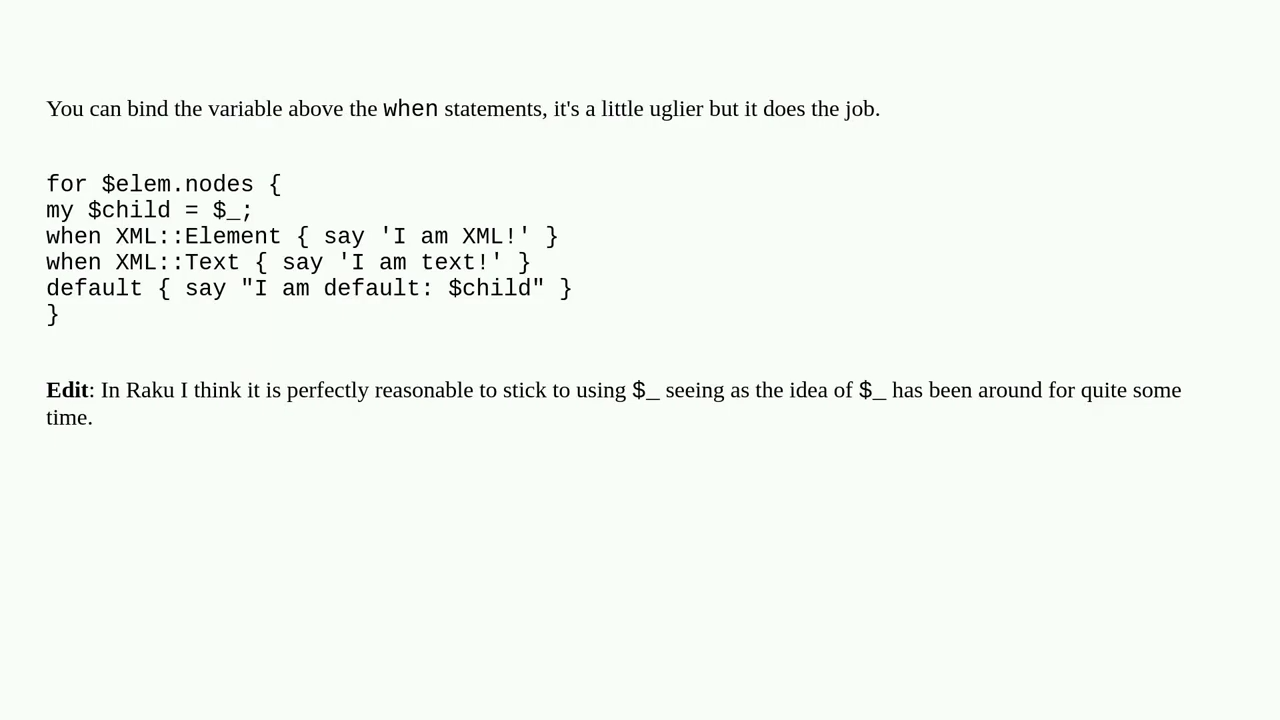 You can bind the variable above the when statements, it's a little uglier but it does the job.
for $elem.nodes {
my $child = $_;
when XML::Element { say 'I am XML!' }
when XML::Text { say 'I am text!' }
default { say "I am default: $child" }
}
Edit: In Raku I think it is perfectly reasonable to stick to using $_ seeing as the idea of $_ has been around for quite some
time.